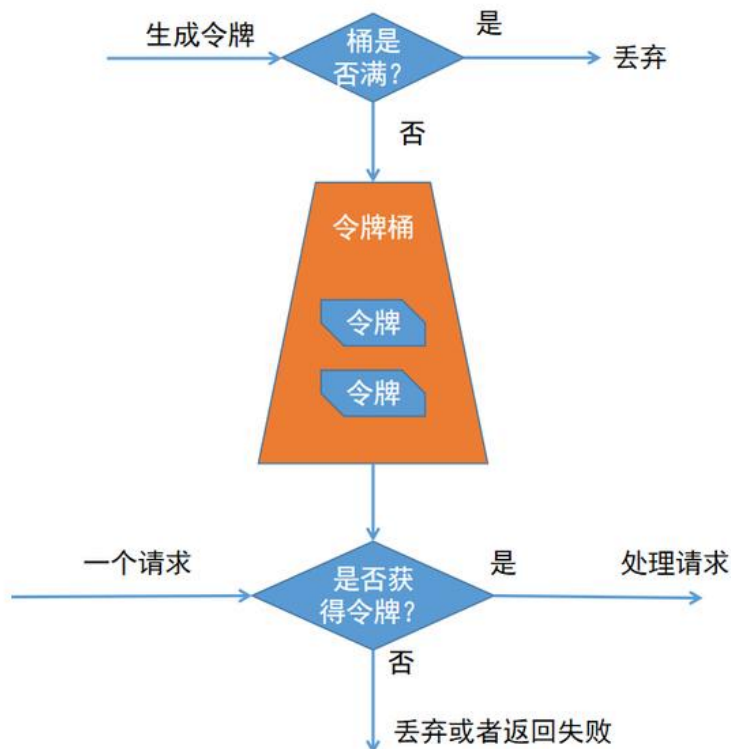 生成令牌
桶是
否满?
是
丢弃
否
令牌桶
令牌
令牌
一个请求
是否获
得令牌?
是
处理请求
否
丢弃或者返回失败